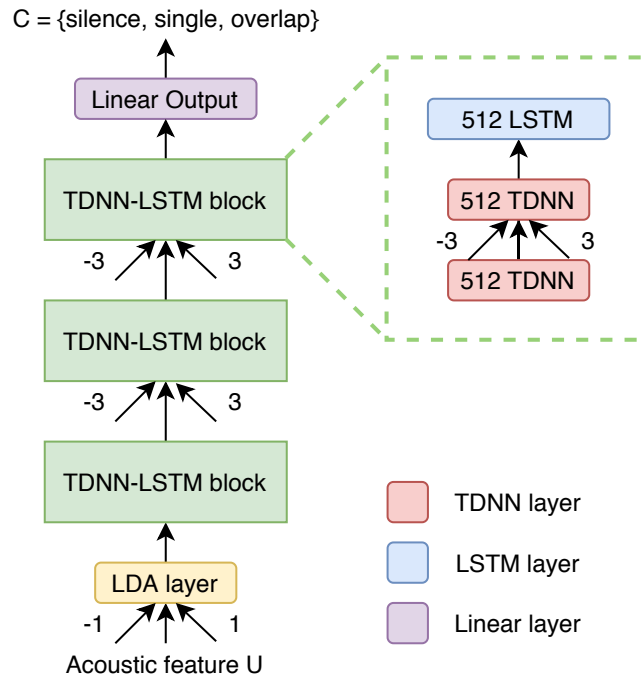 C = {silence, single, overlap}
Linear Output
TDNN-LSTM block
-3 3
TDNN-LSTM block
-3 3
TDNN-LSTM block
LDA layer
-1 1
Acoustic feature U
512 LSTM
512 TDNN
-3 3
512 TDNN
TDNN layer
LSTM layer
Linear layer